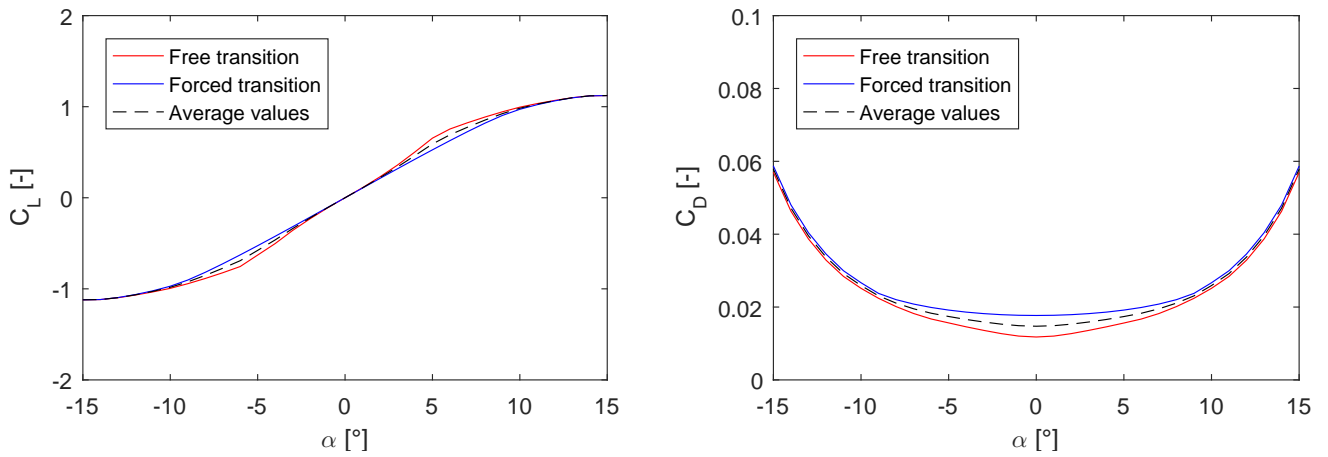 2
1
0
-1
-2
C_L [-]
Free transition
Forced transition
Average values
-15
-10
-5
0
5
10
15
α [°]
0.1
0.08
0.06
0.04
0.02
0
C_D [-]
Free transition
Forced transition
Average values
-15
-10
-5
0
5
10
15
α [°]